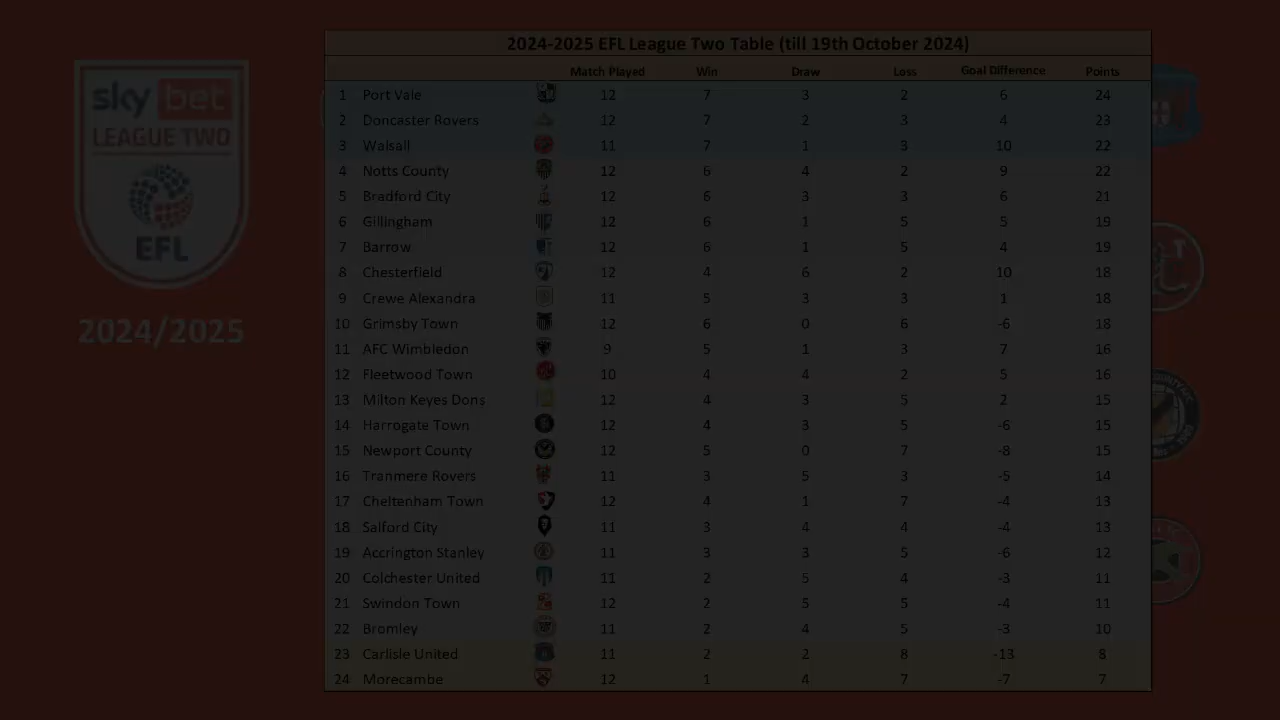 2024-2025 EFL League Two Table (till 19th October 2024)
Match Played Win Draw Loss Goal Difference Points
1 Port Vale 12 7 3 2 6 24
2 Doncaster Rovers 12 7 2 3 4 23
3 Walsall 11 7 1 3 10 22
4 Notts County 12 6 4 2 9 22
5 Bradford City 12 6 3 3 6 21
6 Gillingham 12 6 1 5 5 19
7 Barrow 12 6 1 5 4 19
8 Chesterfield 12 4 6 2 10 18
9 Crewe Alexandra 11 5 3 3 1 18
10 Grimsby Town 12 6 0 6 -6 18
11 AFC Wimbledon 9 5 1 3 7 16
12 Fleetwood Town 10 4 4 2 5 16
13 Milton Keyes Dons 12 4 3 5 2 15
14 Harrogate Town 12 4 3 5 -6 15
15 Newport County 12 5 0 7 -8 15
16 Tranmere Rovers 11 3 5 3 -5 14
17 Cheltenham Town 12 4 1 7 -4 13
18 Salford City 11 3 4 4 -4 13
19 Accrington Stanley 11 3 3 5 -6 12
20 Colchester United 11 2 5 4 -3 11
21 Swindon Town 12 2 5 5 -4 11
22 Bromley 11 2 4 5 -3 10
23 Carlisle United 11 2 2 8 -13 8
24 Morecambe 12 1 4 7 -7 7
sky bet
LEAGUE TWO
EFL
2024/2025